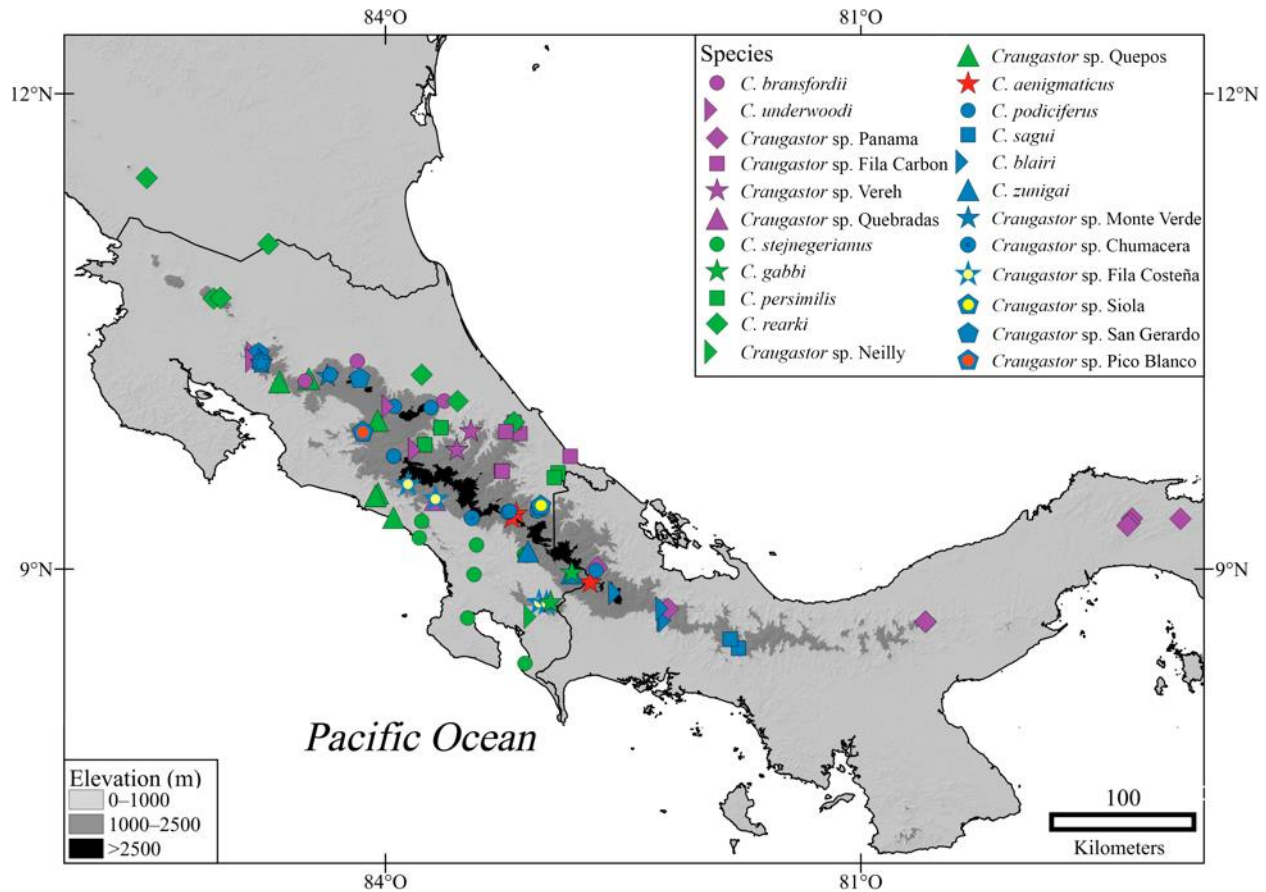 84°O
81°O
12°N
12°N
Species
C. bransfordii
C. underwoodi
Craugastor sp. Panama
Craugastor sp. Fila Carbon
Craugastor sp. Vereh
Craugastor sp. Quebradas
C. stejnegerianus
C. gabbi
C. persimilis
C. rearki
Craugastor sp. Neilly
Craugastor sp. Quepos
C. aenigmaticus
C. podiciferus
C. sagui
C. blairi
C. zunigai
Craugastor sp. Monte Verde
Craugastor sp. Chumacera
Craugastor sp. Fila Costeña
Craugastor sp. Siola
Craugastor sp. San Gerardo
Craugastor sp. Pico Blanco
9°N
9°N
Pacific Ocean
Elevation (m)
0–1000
1000–2500
>2500
100
Kilometers
84°O
81°O